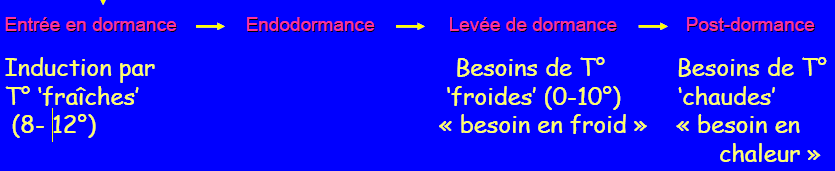 Entrée en dormance → Endodormance → Levée de dormance → Post-dormance
Induction par
T° ‘fraîches’
(8- 12°)
Besoins de T°
‘froides’ (0-10°)
« besoin en froid »
Besoins de T°
‘chaudes’
« besoin en
chaleur »